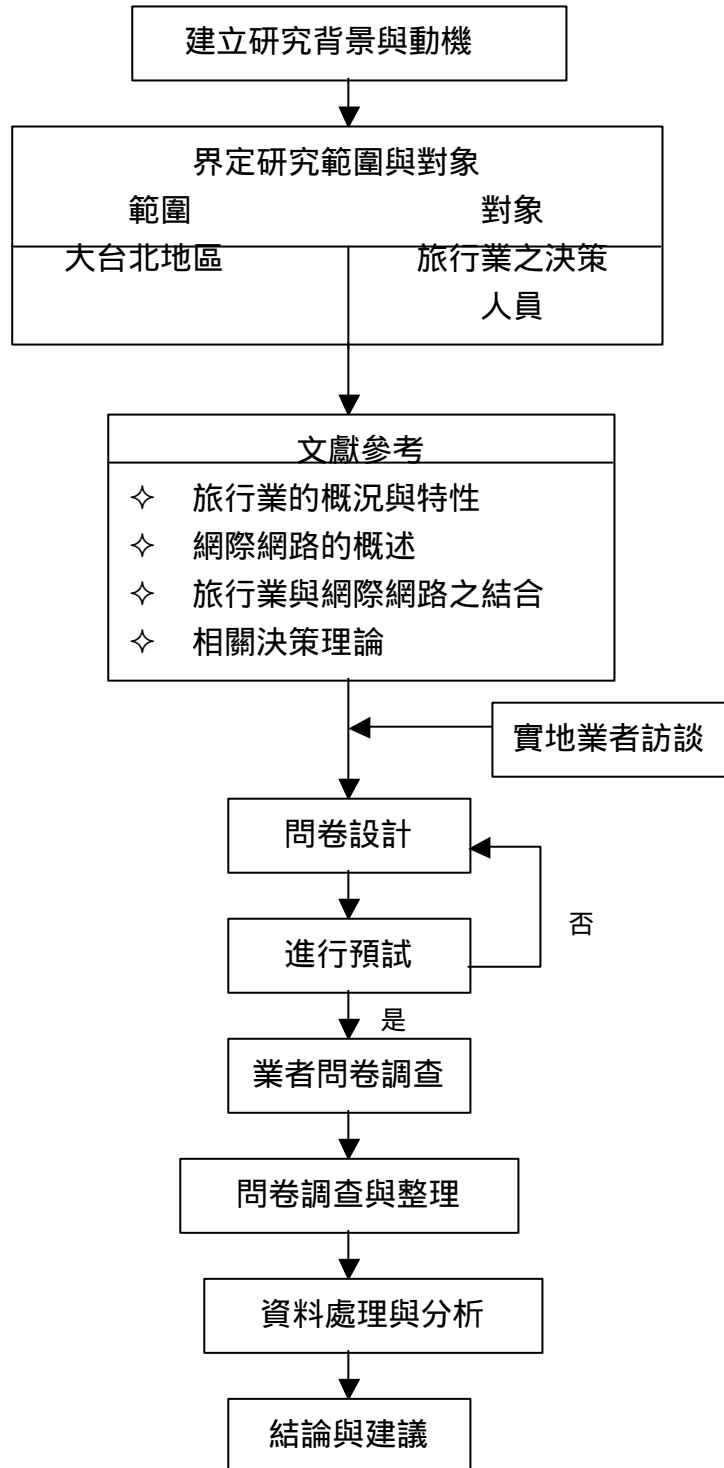 建立研究背景與動機
界定研究範圍與對象
範圍 對象
大台北地區 旅行業之決策
人員
文獻參考
✧ 旅行業的概況與特性
✧ 網際網路的概述
✧ 旅行業與網際網路之結合
✧ 相關決策理論
實地業者訪談
問卷設計
否
進行預試
是
業者問卷調查
問卷調查與整理
資料處理與分析
結論與建議